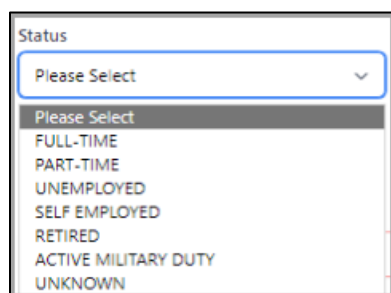 Status
Please Select
Please Select
FULL-TIME
PART-TIME
UNEMPLOYED
SELF EMPLOYED
RETIRED
ACTIVE MILITARY DUTY
UNKNOWN